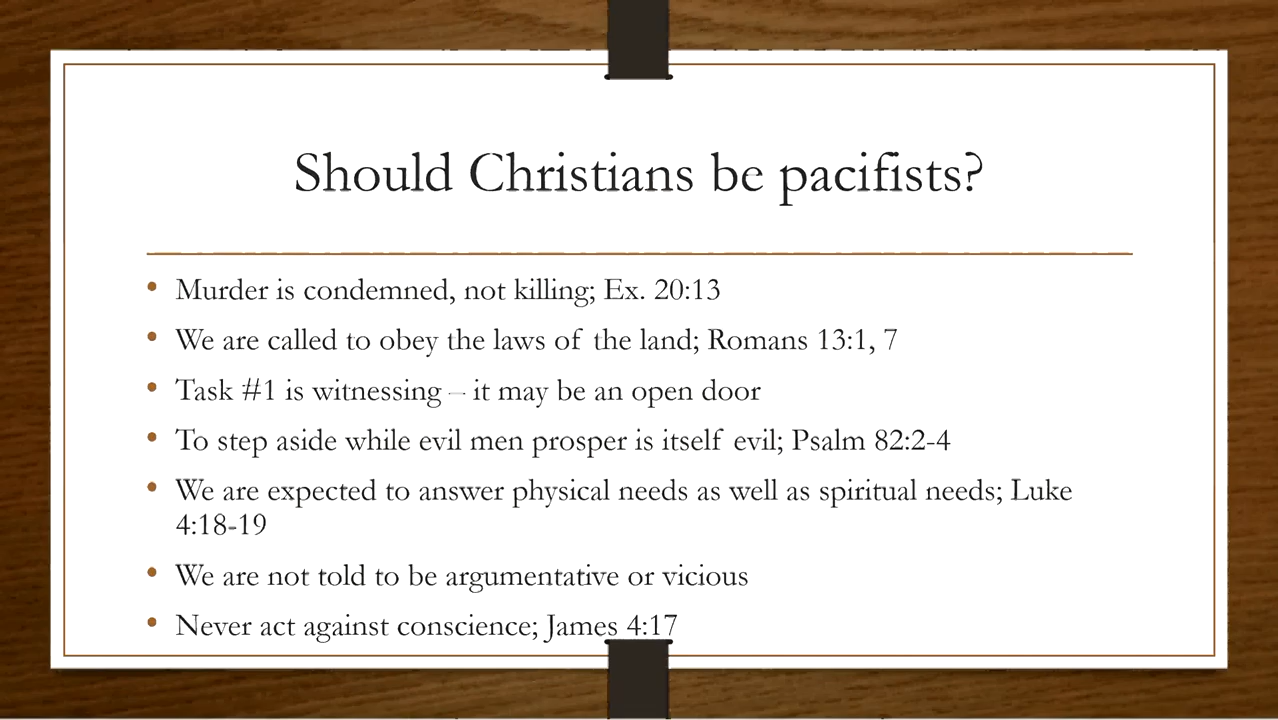 Should Christians be pacifists?
• Murder is condemned, not killing; Ex. 20:13
• We are called to obey the laws of the land; Romans 13:1, 7
• Task #1 is witnessing – it may be an open door
• To step aside while evil men prosper is itself evil; Psalm 82:2-4
• We are expected to answer physical needs as well as spiritual needs; Luke
4:18-19
• We are not told to be argumentative or vicious
• Never act against conscience; James 4:17